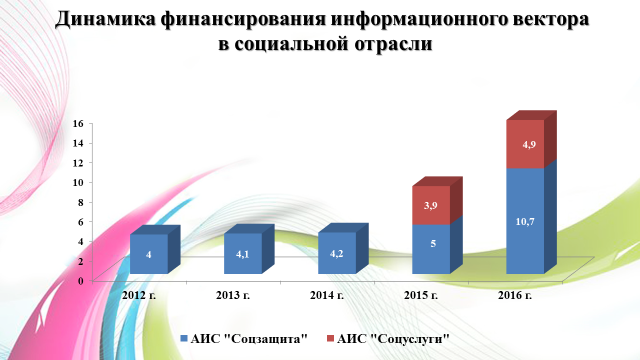 Динамика финансирования информационного вектора
в социальной отрасли
16
14
12
10
8
6
4
2
0
4
4,1
4,2
3,9
5
4,9
10,7
2012 г.
2013 г.
2014 г.
2015 г.
2016 г.
АИС "Соцзащита"
АИС "Соцуслуги"